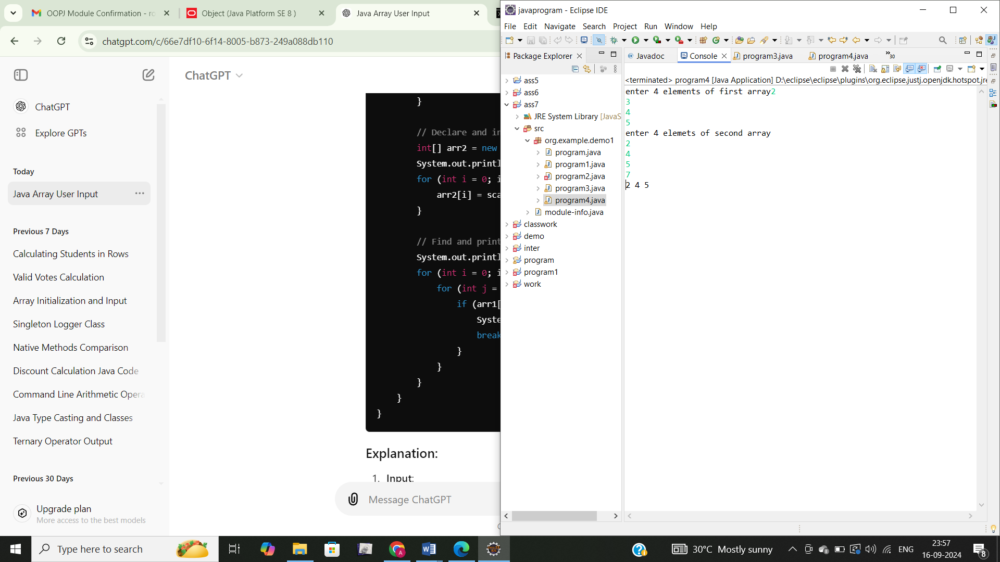 OOPJ Module Confirmation - ro
Object (Java Platform SE 8 )
Java Array User Input
chatgpt.com/c/66e7df10-6f14-8005-b873-249a088db110
ChatGPT
Explore GPTs
Today
Java Array User Input
Previous 7 Days
Calculating Students in Rows
Valid Votes Calculation
Array Initialization and Input
Singleton Logger Class
Native Methods Comparison
Discount Calculation Java Code
Command Line Arithmetic Opera
Java Type Casting and Classes
Ternary Operator Output
Previous 30 Days
Upgrade plan
More access to the best models
ChatGPT
}
// Declare and in
int[] arr2 = new
System.out.printl
for (int i = 0; i
arr2[i] = sca
}
// Find and print
System.out.printl
for (int i = 0; i
for (int j =
if (arr1[
Syste
break
}
}
}
}
}
Explanation:
1. Input:
Message ChatGPT
javaprogram - Eclipse IDE
File Edit Navigate Search Project Run Window Help
Package Explorer
ass5
ass6
ass7
JRE System Library [JavaS
src
org.example.demo1
program.java
program1.java
program2.java
program3.java
program4.java
module-info.java
classwork
demo
inter
program
program1
work
@ Javadoc
Console
program3.java
program4.java
»30
<terminated> program4 [Java Application] D:\eclipse\eclipse\plugins\org.eclipse.justj.openjdk.hotspot.jre
enter 4 elements of first array2
3
4
5
enter 4 elemets of second array
2
4
5
7
2 4 5
Type here to search
30°C Mostly sunny
ENG
23:57
16-09-2024
8